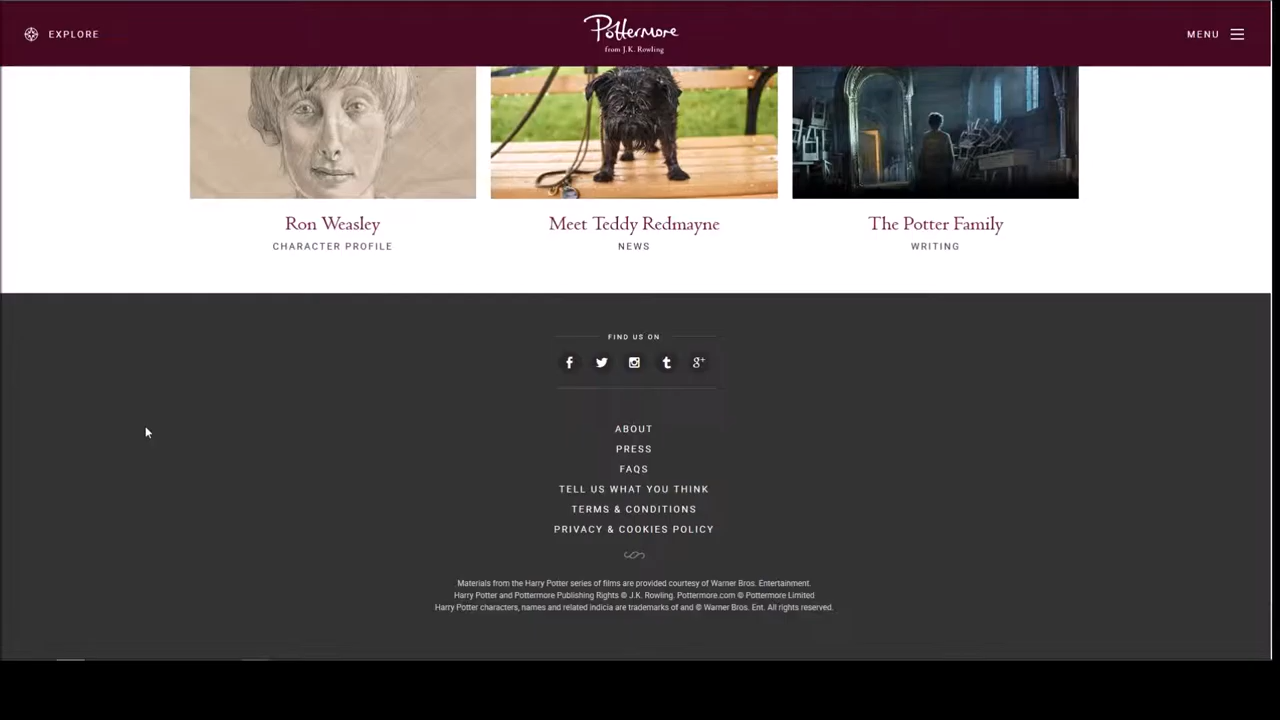 EXPLORE
Pottermore
from J.K. Rowling
MENU
Ron Weasley
CHARACTER PROFILE
Meet Teddy Redmayne
NEWS
The Potter Family
WRITING
FIND US ON
f
t
g+
ABOUT
PRESS
FAQS
TELL US WHAT YOU THINK
TERMS & CONDITIONS
PRIVACY & COOKIES POLICY
Materials from the Harry Potter series of films are provided courtesy of Warner Bros. Entertainment.
Harry Potter and Pottermore Publishing Rights © J.K. Rowling. Pottermore.com © Pottermore Limited
Harry Potter characters, names and related indicia are trademarks of and © Warner Bros. Ent. All rights reserved.